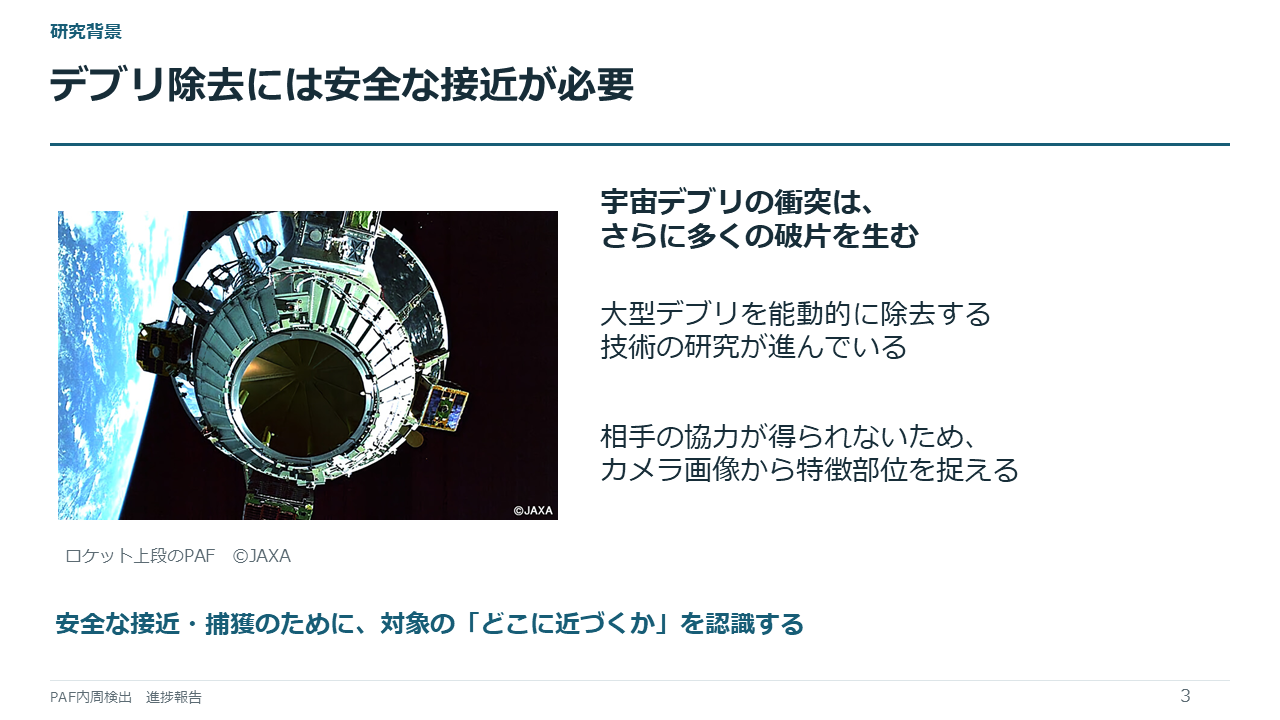 研究背景
デブリ除去には安全な接近が必要
宇宙デブリの衝突は、
さらに多くの破片を生む
大型デブリを能動的に除去する
技術の研究が進んでいる
相手の協力が得られないため、
カメラ画像から特徴部位を捉える
©JAXA
ロケット上段のPAF　©JAXA
安全な接近・捕獲のために、対象の「どこに近づくか」を認識する
PAF内周検出　進捗報告
3